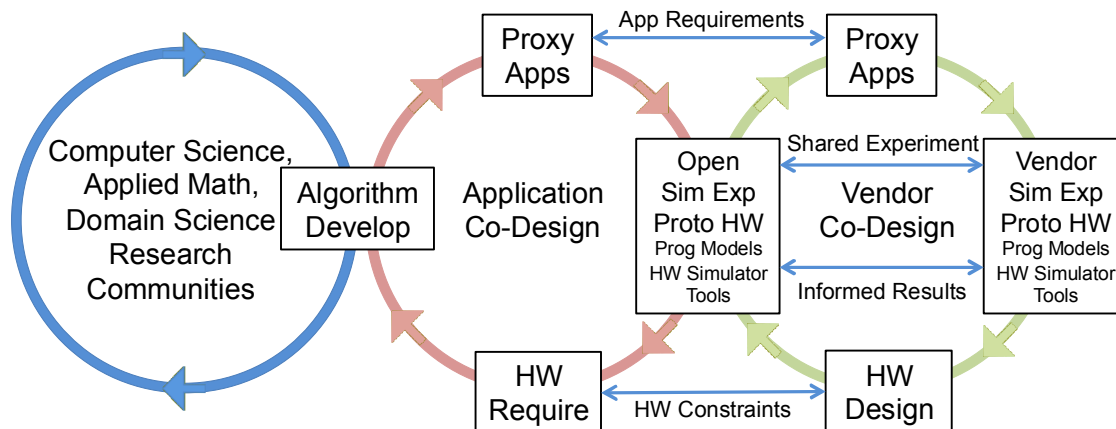 Proxy
Apps
App Requirements
Proxy
Apps
Computer Science,
Applied Math,
Domain Science
Research
Communities
Algorithm
Develop
Application
Co-Design
Open
Sim Exp
Proto HW
Prog Models
HW Simulator
Tools
Shared Experiment
Vendor
Co-Design
Informed Results
Vendor
Sim Exp
Proto HW
Prog Models
HW Simulator
Tools
HW
Require
HW Constraints
HW
Design